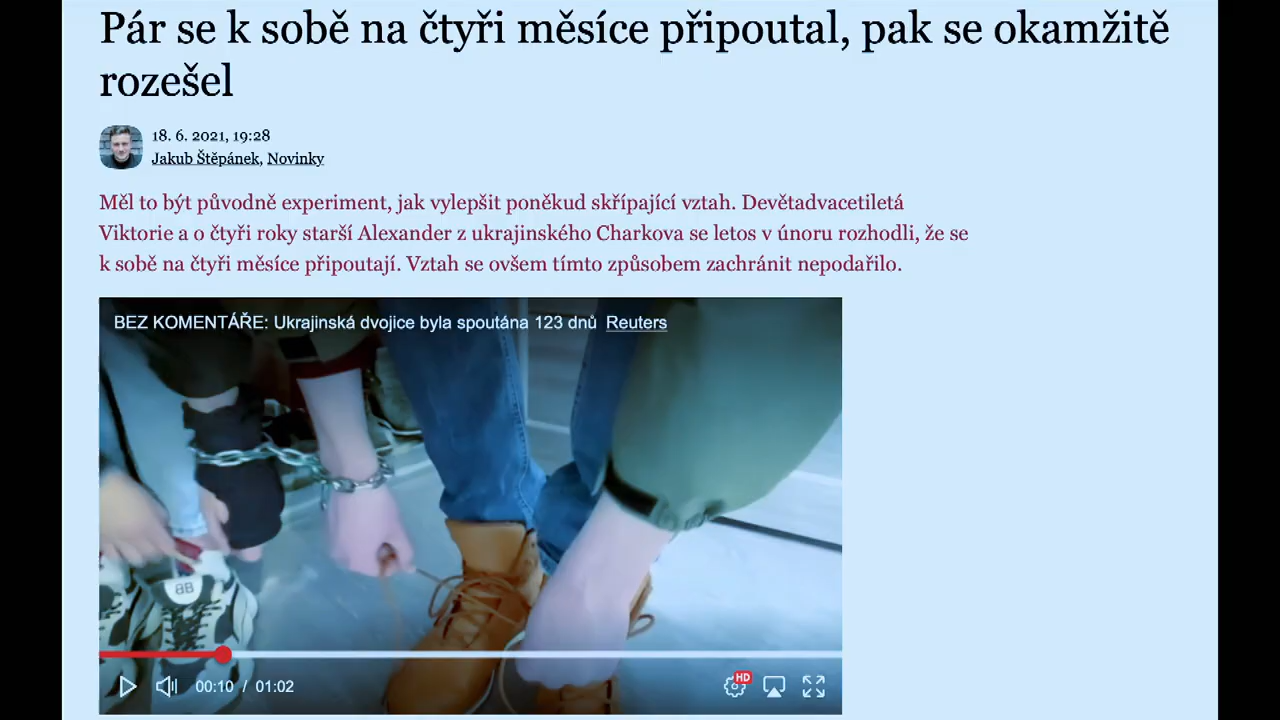 Pár se k sobě na čtyři měsíce připoutal, pak se okamžitě
rozešel
18. 6. 2021, 19:28
Jakub Štěpánek, Novinky
Měl to být původně experiment, jak vylepšit poněkud skřípající vztah. Devětadvacetiletá
Viktorie a o čtyři roky starší Alexander z ukrajinského Charkova se letos v únoru rozhodli, že se
k sobě na čtyři měsíce připoutají. Vztah se ovšem tímto způsobem zachránit nepodařilo.
BEZ KOMENTÁŘE: Ukrajinská dvojice byla spoutána 123 dnů Reuters
BB
00:10 / 01:02
HD